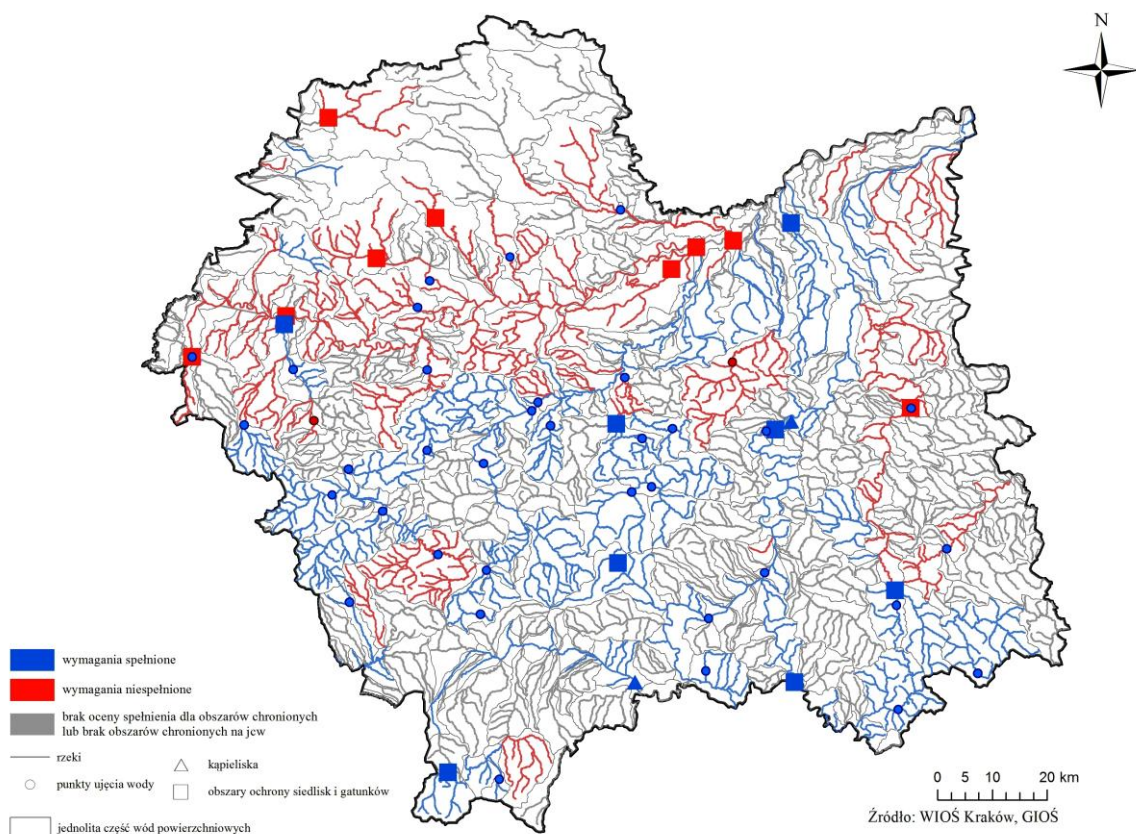 N
wymagania spełnione
wymagania niespełnione
brak oceny spełnienia dla obszarów chronionych
lub brak obszarów chronionych na jcw
rzeki
kąpieliska
punkty ujęcia wody
obszary ochrony siedlisk i gatunków
jednolita część wód powierzchniowych
0 5 10 20 km
Źródło: WIOŚ Kraków, GIOŚ